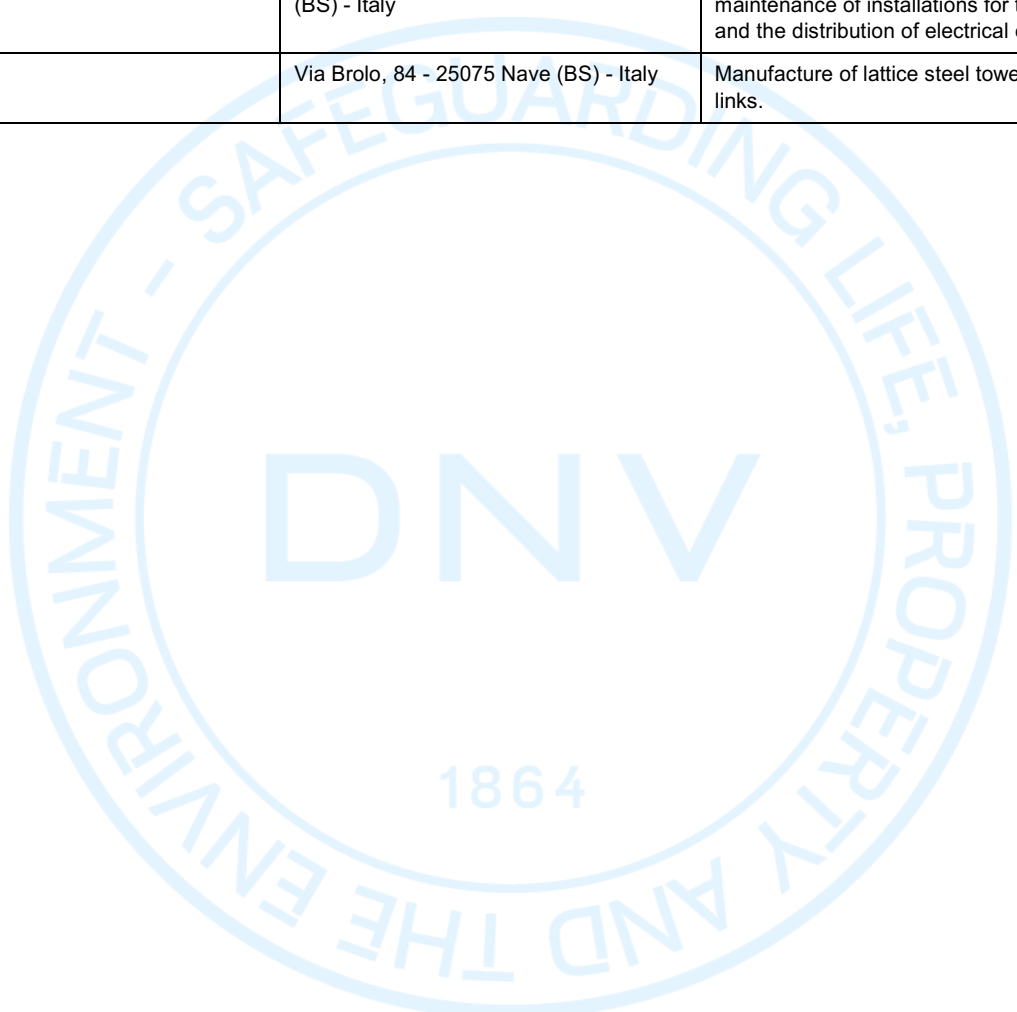 (BS) - Italy
maintenance of installations for
and the distribution of electrical
Via Brolo, 84 - 25075 Nave (BS) - Italy
Manufacture of lattice steel
links.
SAFEGUARDING LIFE, PROPERTY AND THE ENVIRONMENT -
DNV
1864